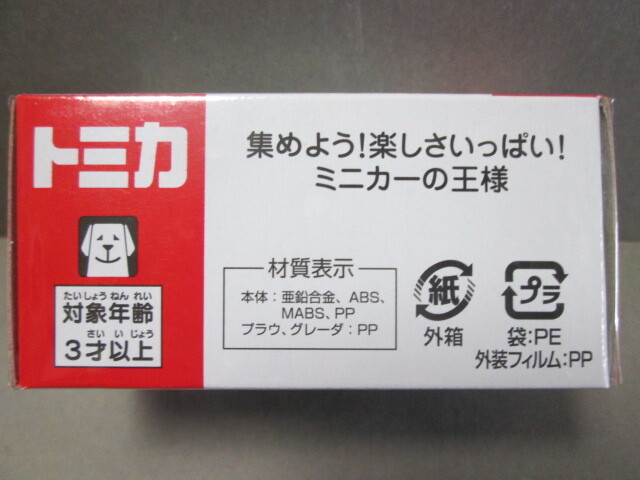 トミカ
集めよう!楽しさいっぱい!
ミニカーの王様
たいしょう ねん れい
対象年齢
さい い じょう
3才以上
材質表示
本体:亜鉛合金、ABS、
MABS、PP
プラウ、グレーダ:PP
紙
外箱
プラ
袋:PE
外装フィルム:PP